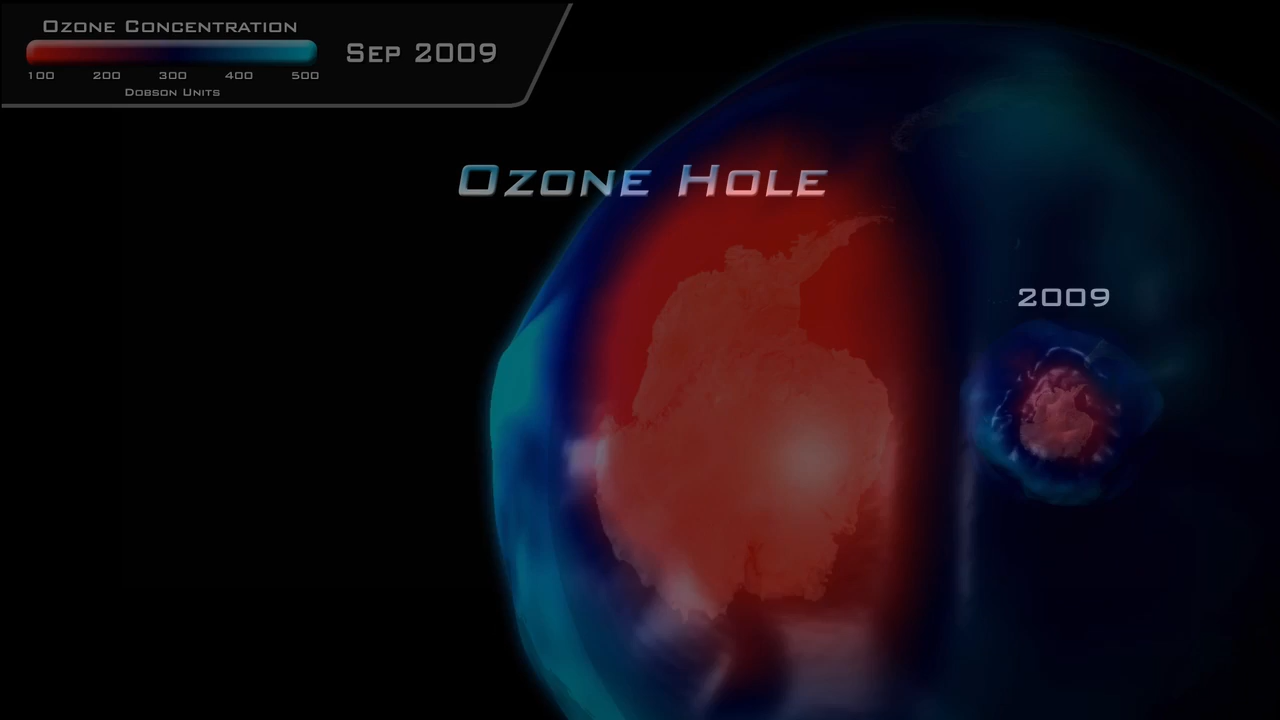 Ozone Concentration
100 200 300 400 500
Dobson Units
Sep 2009
Ozone Hole
2009